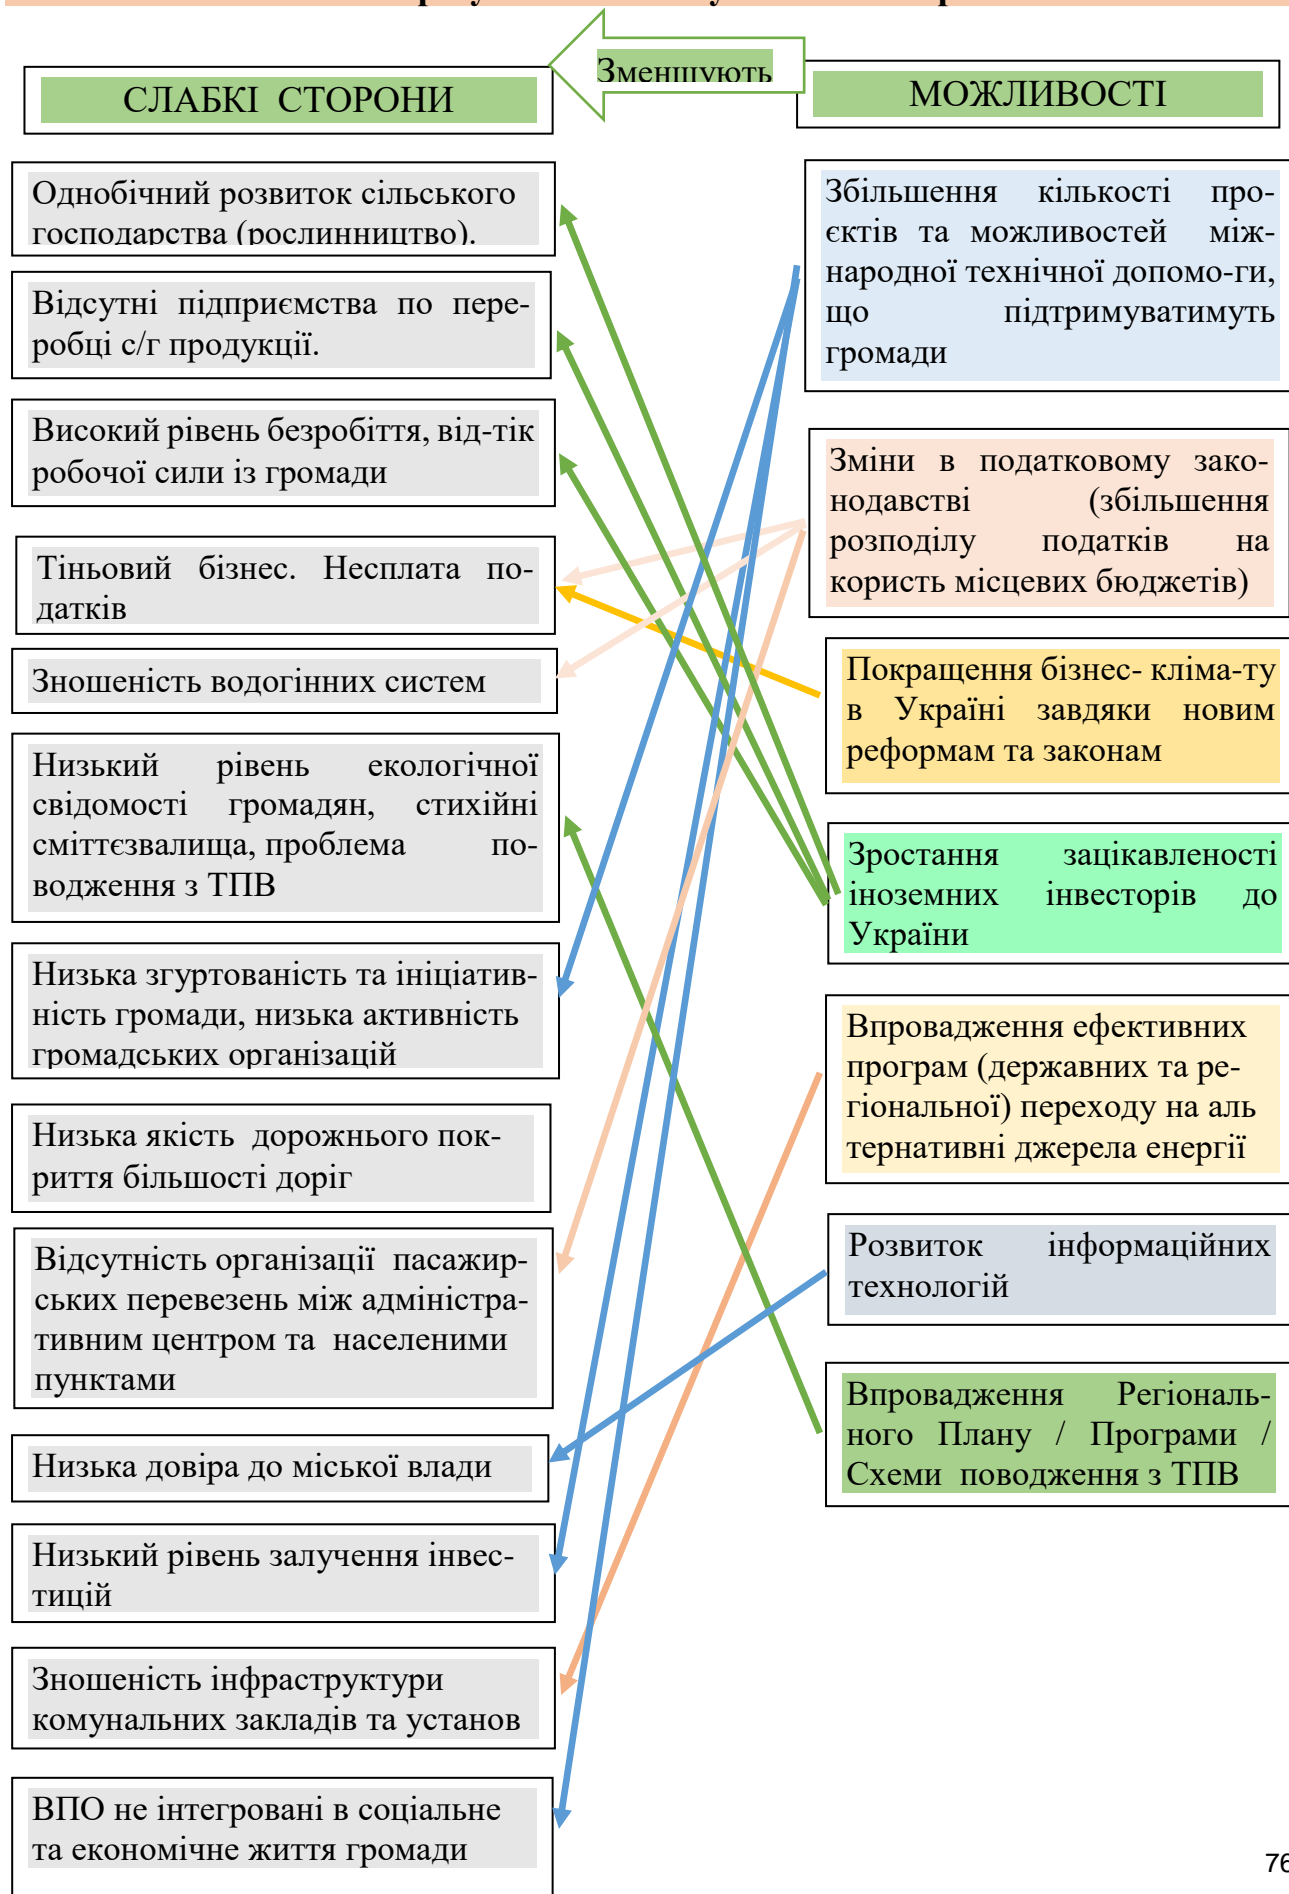 Зменшують
СЛАБКІ СТОРОНИ
МОЖЛИВОСТІ
Однобічний розвиток сільського
господарства (рослинництво).
Відсутні підприємства по пере-
робці с/г продукції.
Високий рівень безробіття, від-тік
робочої сили із громади
Тіньовий бізнес. Несплата по-
датків
Зношеність водогінних систем
Низький рівень екологічної
свідомості громадян, стихійні
сміттєзвалища, проблема по-
водження з ТПВ
Низька згуртованість та ініціатив-
ність громади, низька активність
громадських організацій
Низька якість дорожнього пок-
риття більшості доріг
Відсутність організації пасажир-
ських перевезень між адміністра-
тивним центром та населеними
пунктами
Низька довіра до міської влади
Низький рівень залучення інвес-
тицій
Зношеність інфраструктури
комунальних закладів та установ
ВПО не інтегровані в соціальне
та економічне життя громади
Збільшення кількості про-
єктів та можливостей між-
народної технічної допомо-ги,
що підтримуватимуть
громади
Зміни в податковому зако-
нодавстві (збільшення
розподілу податків на
користь місцевих бюджетів)
Покращення бізнес- кліма-ту
в Україні завдяки новим
реформам та законам
Зростання зацікавленості
іноземних інвесторів до
України
Впровадження ефективних
програм (державних та ре-
гіональної) переходу на аль
тернативні джерела енергії
Розвиток інформаційних
технологій
Впровадження Регіональ-
ного Плану / Програми /
Схеми поводження з ТПВ
76